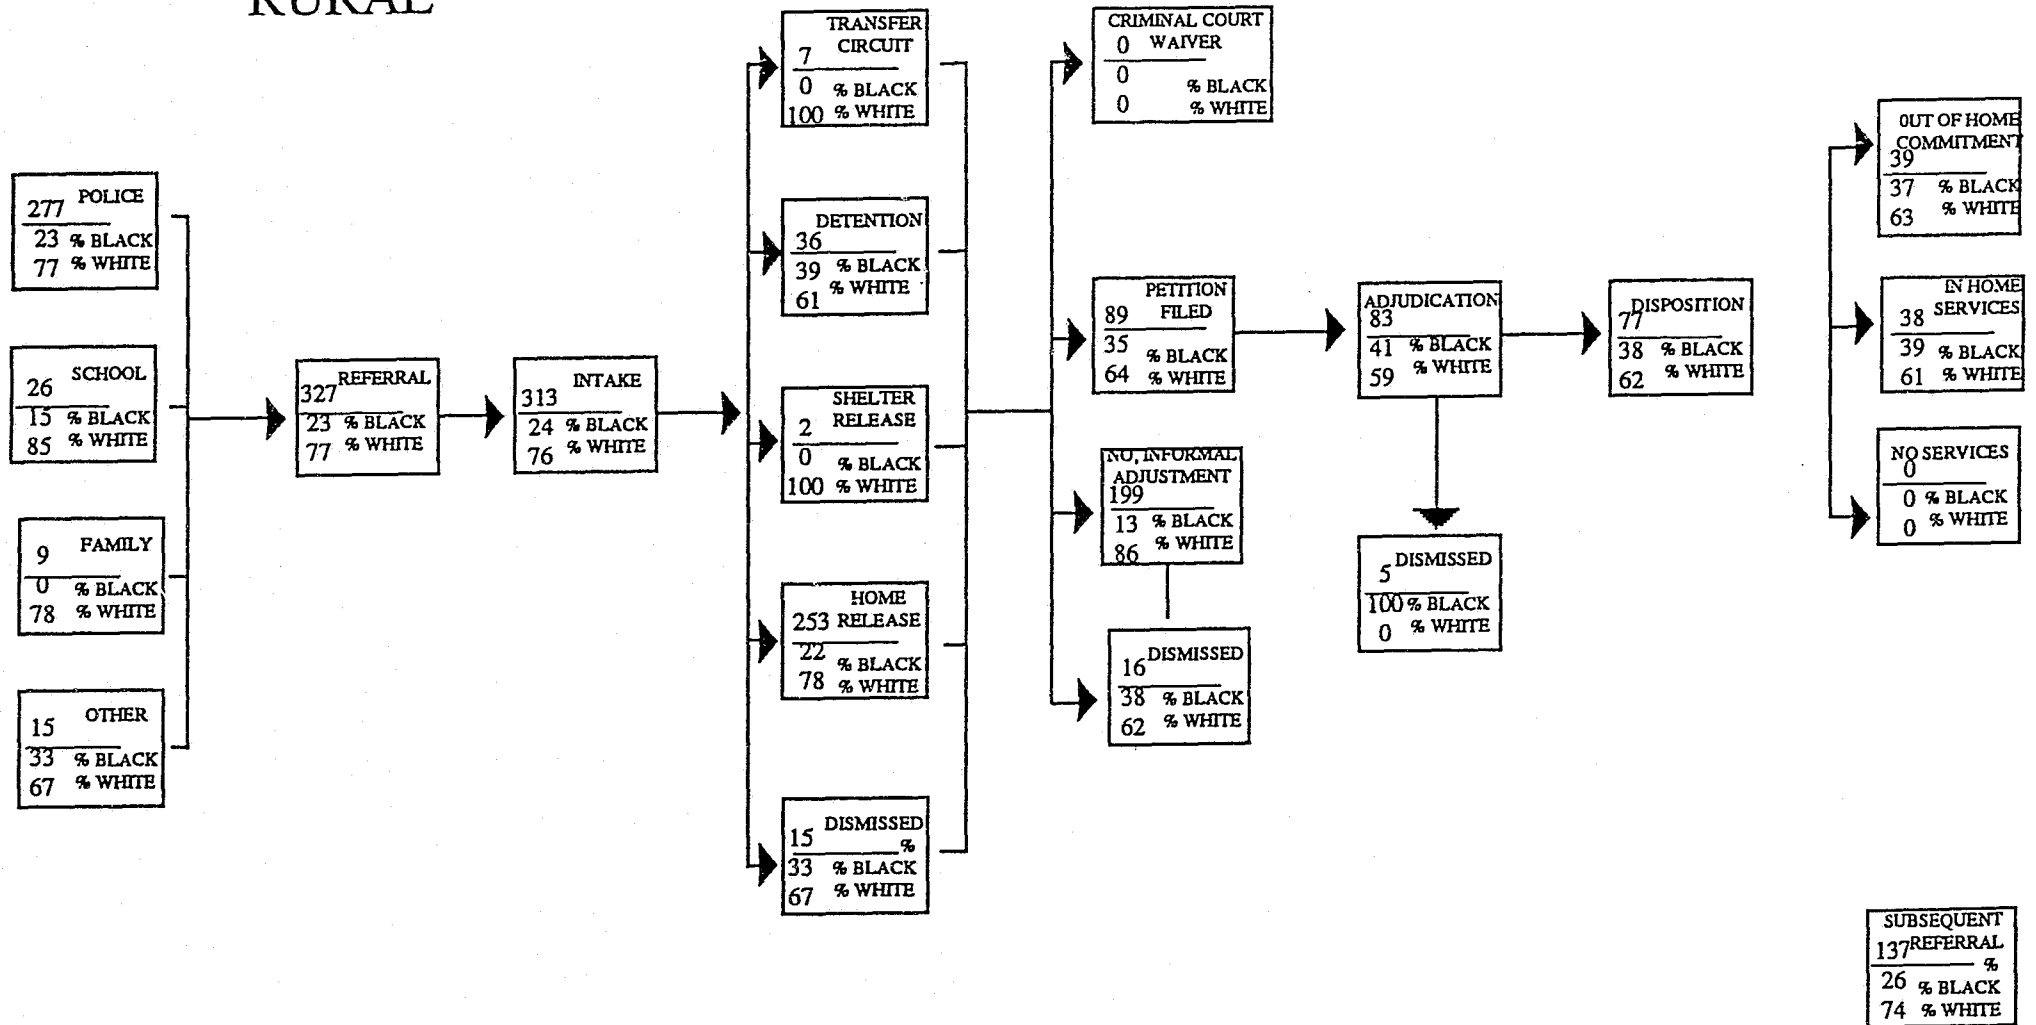 RURAL
POLICE
277
23 % BLACK
77 % WHITE
SCHOOL
26
15 % BLACK
85 % WHITE
FAMILY
9
0 % BLACK
78 % WHITE
OTHER
15
33 % BLACK
67 % WHITE
REFERRAL
327
23 % BLACK
77 % WHITE
INTAKE
313
24 % BLACK
76 % WHITE
TRANSFER
CIRCUIT
7
0 % BLACK
100 % WHITE
DETENTION
36
39 % BLACK
61 % WHITE
SHELTER
2 RELEASE
0 % BLACK
100 % WHITE
HOME
253 RELEASE
22 % BLACK
78 % WHITE
DISMISSED
15 %
33 % BLACK
67 % WHITE
CRIMINAL COURT
0 WAIVER
0 % BLACK
0 % WHITE
PETITION
89 FILED
35 % BLACK
64 % WHITE
NO, INFORMAL
ADJUSTMENT
199
13 % BLACK
86 % WHITE
DISMISSED
16
38 % BLACK
62 % WHITE
ADJUDICATION
83
41 % BLACK
59 % WHITE
DISMISSED
5
100 % BLACK
0 % WHITE
DISPOSITION
77
38 % BLACK
62 % WHITE
OUT OF HOME
COMMITMENT
39
37 % BLACK
63 % WHITE
IN HOME
38 SERVICES
39 % BLACK
61 % WHITE
NO SERVICES
0
0 % BLACK
0 % WHITE
SUBSEQUENT
137 REFERRAL
%
26 % BLACK
74 % WHITE